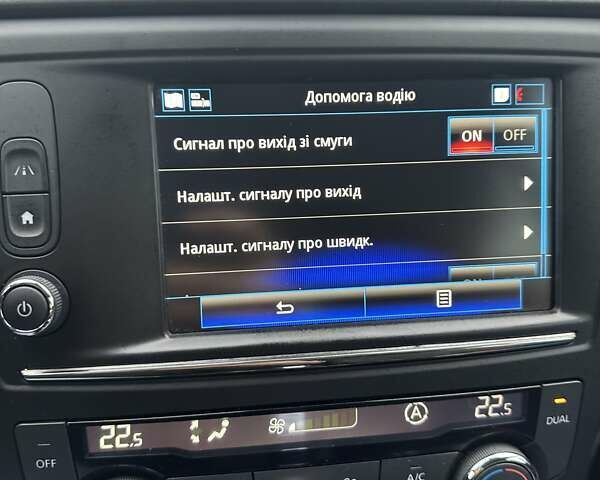 Допомога водію
Сигнал про вихід зі смуги
ON OFF
Налашт. сигналу про вихід
Налашт. сигналу про швидк.
22.5
22.5
OFF
A
DUAL
A/C